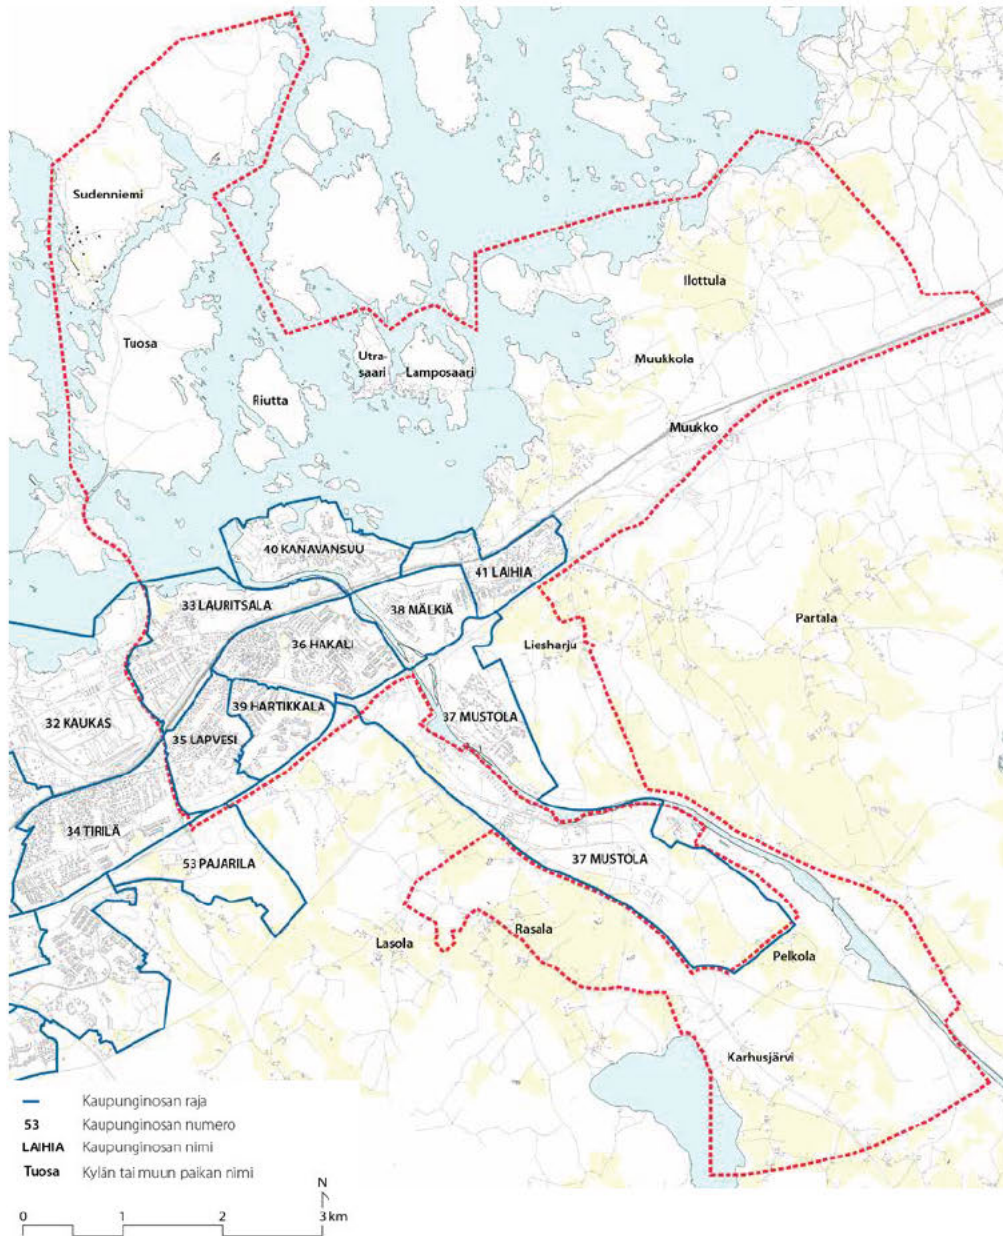 Sudenniemi
Ilottula
Tuosa
Utra-
saari
Lamposaari
Muukkola
Riutta
Muukko
40 KANAVANSUU
41 LAIHIA
33 LAURITSALA
38 MÄLKIÄ
36 HAKALI
Liesharju
Partala
39 HARTIKKALA
37 MUSTOLA
32 KAUKAS
35 LAPVESI
34 TIRILÄ
53 PAJARILA
37 MUSTOLA
Rasala
Lasola
Pelkola
Karhusjärvi
Kaupunginosan raja
53 Kaupunginosan numero
LAIHIA Kaupunginosan nimi
Tuosa Kylän tai muun paikan nimi
N
0 1 2 3 km